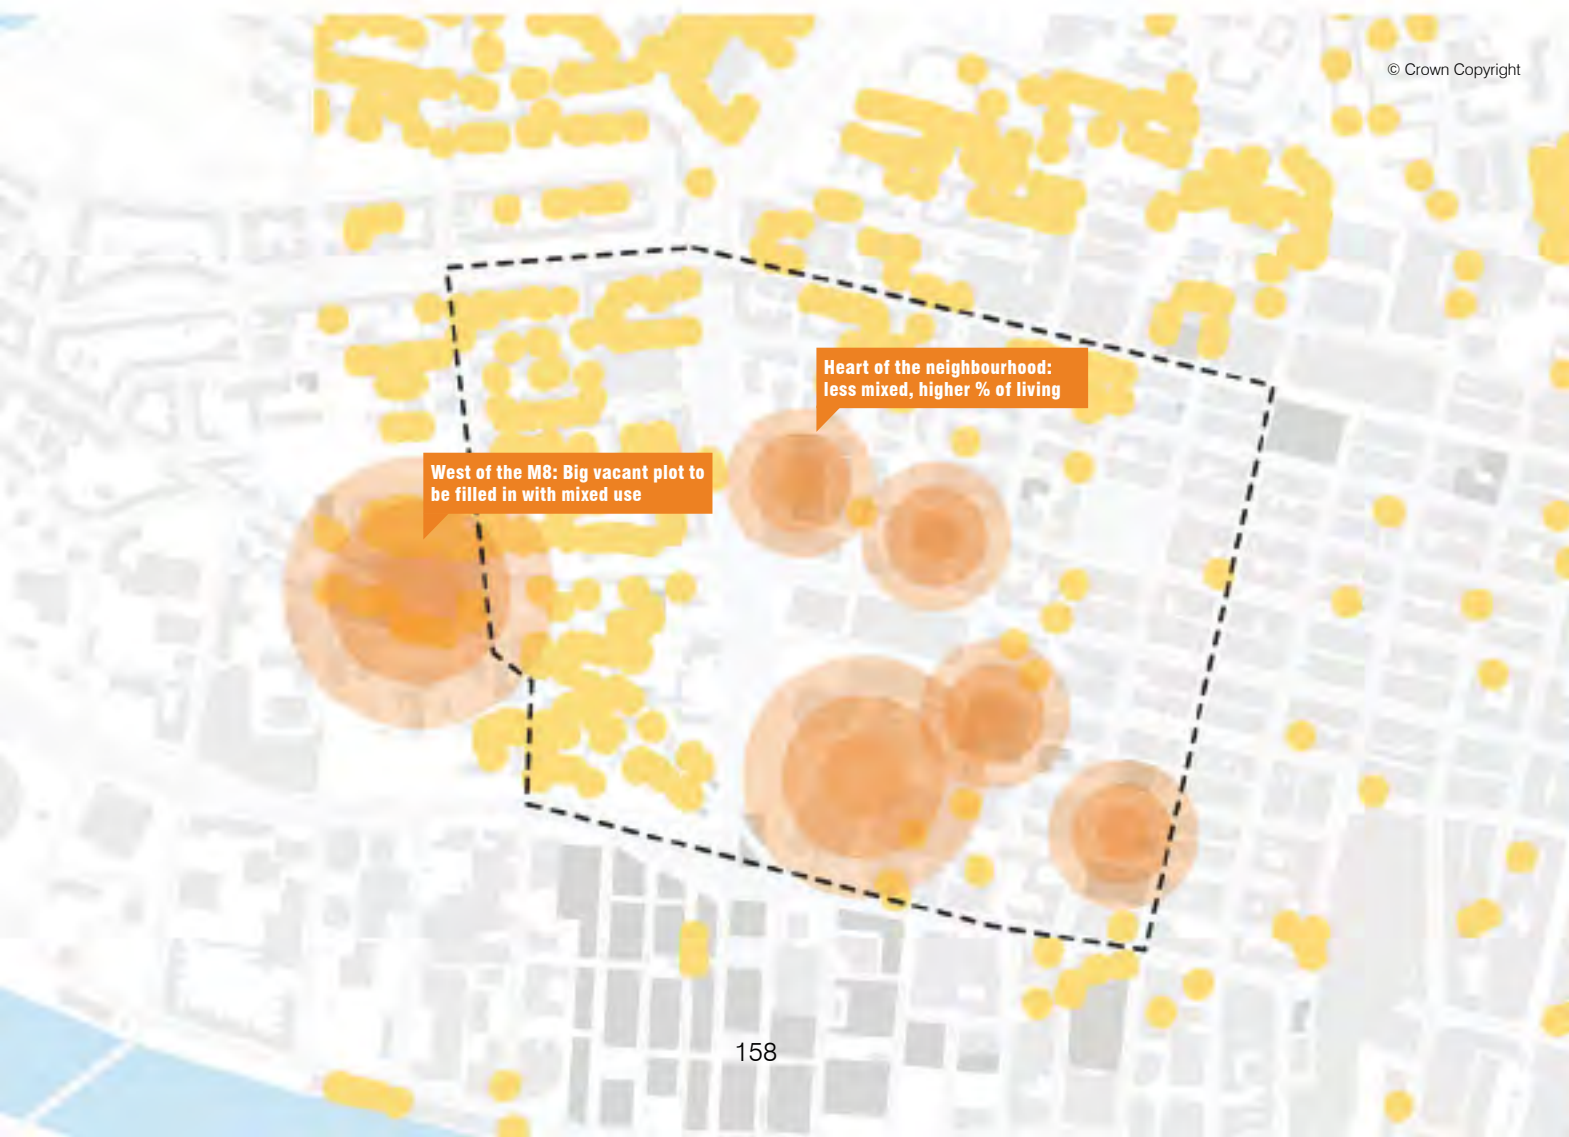 © Crown Copyright
Heart of the neighbourhood:
less mixed, higher % of living
West of the M8: Big vacant plot to
be filled in with mixed use
158